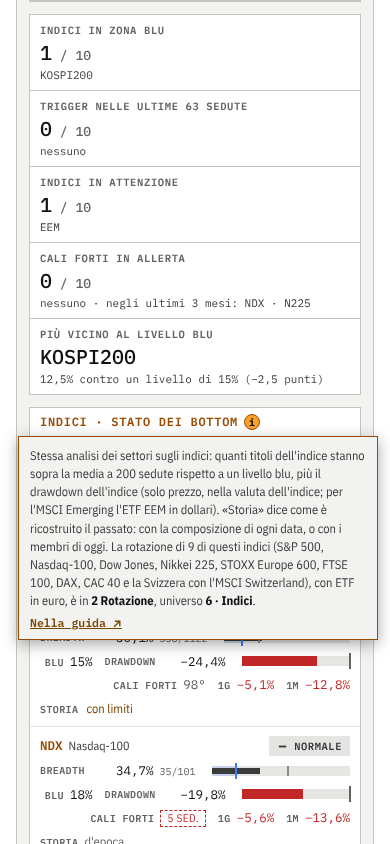 INDICI IN ZONA BLU
1 / 10
KOSPI200
TRIGGER NELLE ULTIME 63 SEDUTE
0 / 10
nessuno
INDICI IN ATTENZIONE
1 / 10
EEM
CALI FORTI IN ALLERTA
0 / 10
nessuno · negli ultimi 3 mesi: NDX · N225
PIÙ VICINO AL LIVELLO BLU
KOSPI200
12,5% contro un livello di 15% (−2,5 punti)
INDICI · STATO DEI BOTTOM i
Stessa analisi dei settori sugli indici: quanti titoli dell'indice stanno
sopra la media a 200 sedute rispetto a un livello blu, più il
drawdown dell'indice (solo prezzo, nella valuta dell'indice; per
l'MSCI Emerging l'ETF EEM in dollari). «Storia» dice come è
ricostruito il passato: con la composizione di ogni data, o con i
membri di oggi. La rotazione di 9 di questi indici (S&P 500,
Nasdaq-100, Dow Jones, Nikkei 225, STOXX Europe 600, FTSE
100, DAX, CAC 40 e la Svizzera con l'MSCI Switzerland), con ETF
in euro, è in 2 Rotazione, universo 6 · Indici.
Nella guida ↗
BLU 15% DRAWDOWN −24,4%
CALI FORTI 98° 1G −5,1% 1M −12,8%
STORIA con limiti
NDX Nasdaq-100 — NORMALE
BREADTH 34,7% 35/101
BLU 18% DRAWDOWN −19,8%
CALI FORTI 5 SED. 1G −5,6% 1M −13,6%
STORIA d'epoca